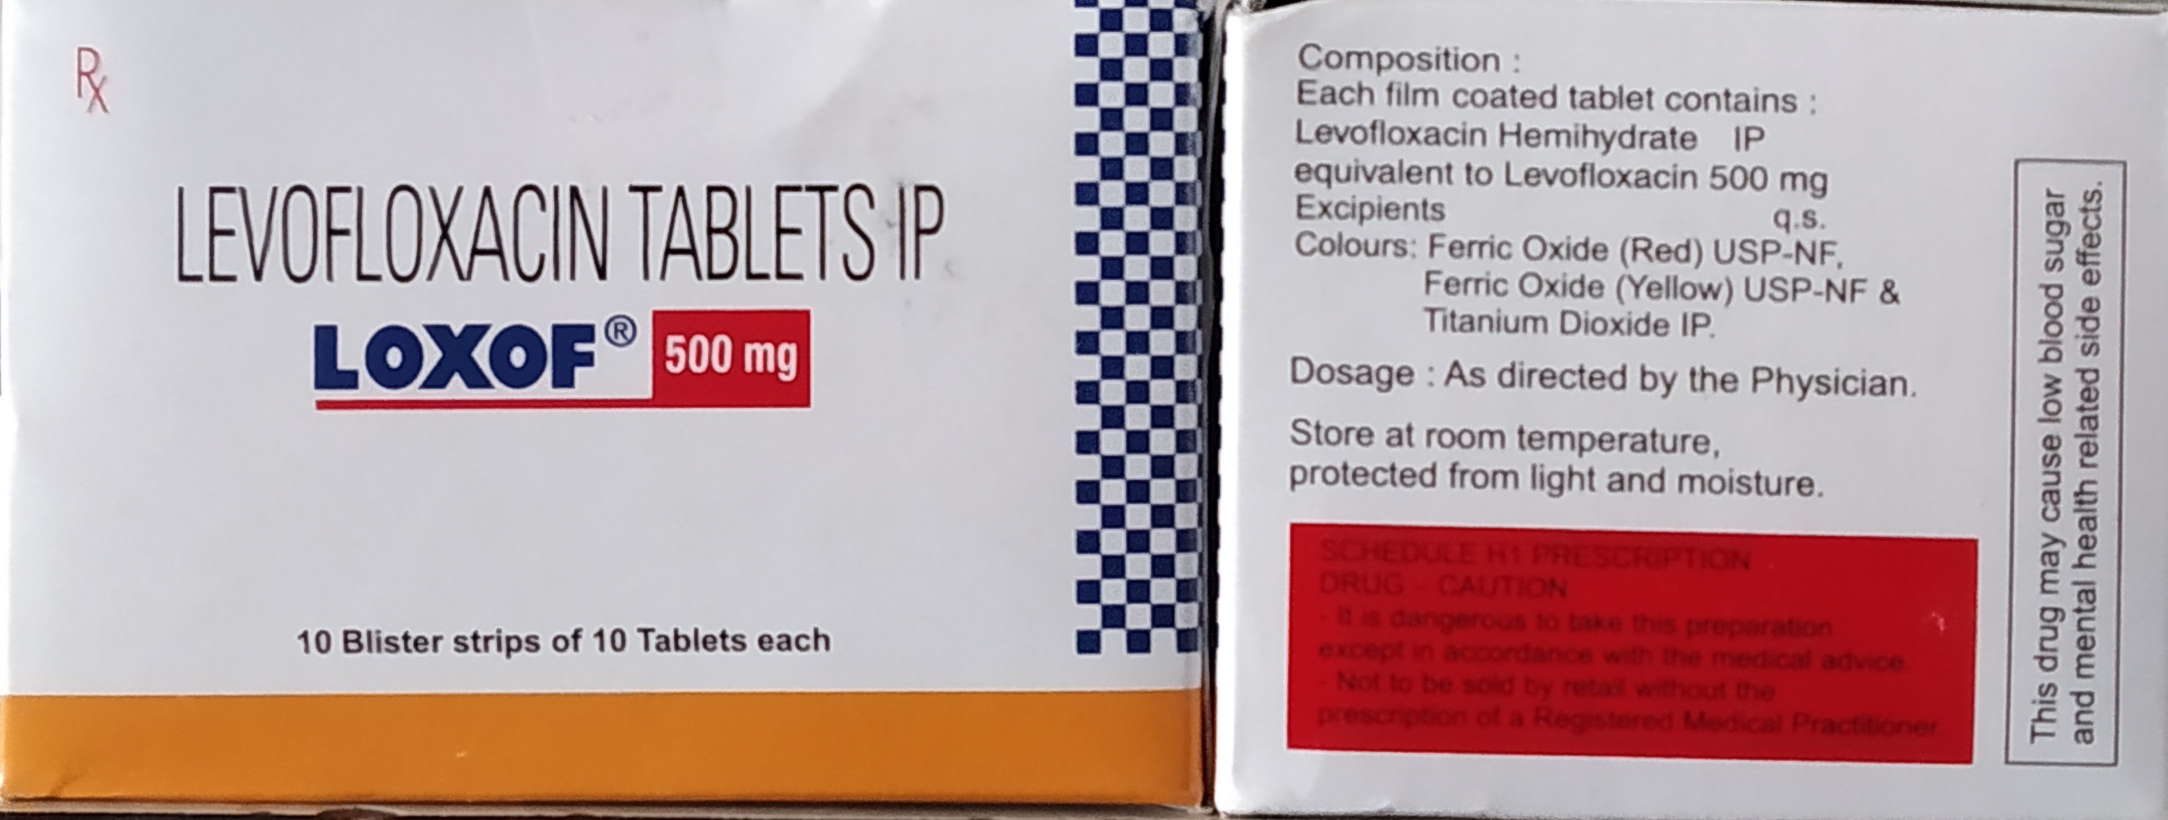 Rx
LEVOFLOXACIN TABLETS IP
LOXOF® 500 mg
10 Blister strips of 10 Tablets each
Composition :
Each film coated tablet contains :
Levofloxacin Hemihydrate IP
equivalent to Levofloxacin 500 mg
Excipients q.s.
Colours: Ferric Oxide (Red) USP-NF,
Ferric Oxide (Yellow) USP-NF &
Titanium Dioxide IP.
Dosage : As directed by the Physician.
Store at room temperature,
protected from light and moisture.
SCHEDULE H1 PRESCRIPTION
DRUG - CAUTION
- It is dangerous to take this preparation
except in accordance with the medical advice.
- Not to be sold by retail without the
prescription of a Registered Medical Practitioner
This drug may cause low blood sugar
and mental health related side effects.